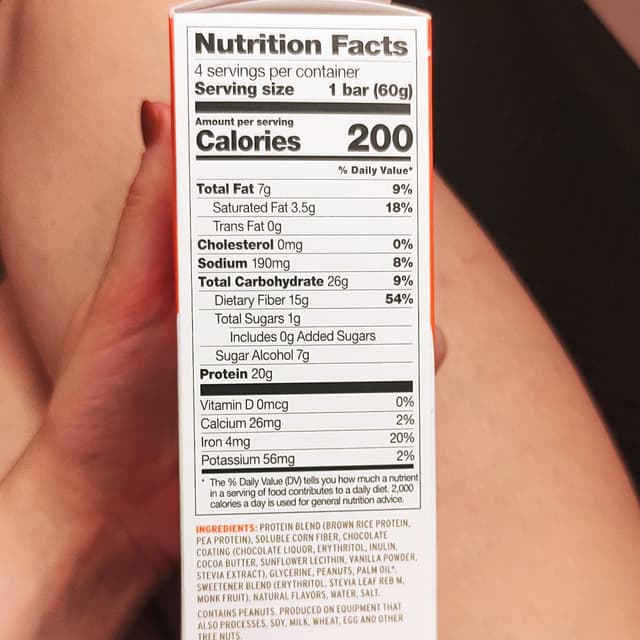 Nutrition Facts
4 servings per container
Serving size 1 bar (60g)
Amount per serving
Calories 200
% Daily Value*
Total Fat 7g 9%
Saturated Fat 3.5g 18%
Trans Fat 0g
Cholesterol 0mg 0%
Sodium 190mg 8%
Total Carbohydrate 26g 9%
Dietary Fiber 15g 54%
Total Sugars 1g
Includes 0g Added Sugars
Sugar Alcohol 7g
Protein 20g
Vitamin D 0mcg 0%
Calcium 26mg 2%
Iron 4mg 20%
Potassium 56mg 2%
* The % Daily Value (DV) tells you how much a nutrient
in a serving of food contributes to a daily diet. 2,000
calories a day is used for general nutrition advice.
INGREDIENTS: PROTEIN BLEND (BROWN RICE PROTEIN,
PEA PROTEIN), SOLUBLE CORN FIBER, CHOCOLATE
COATING (CHOCOLATE LIQUOR, ERYTHRITOL, INULIN,
COCOA BUTTER, SUNFLOWER LECITHIN, VANILLA POWDER,
STEVIA EXTRACT), GLYCERINE, PEANUTS, PALM OIL*,
SWEETENER BLEND (ERYTHRITOL, STEVIA LEAF REB M,
MONK FRUIT), NATURAL FLAVORS, WATER, SALT.
CONTAINS PEANUTS. PRODUCED ON EQUIPMENT THAT
ALSO PROCESSES, SOY, MILK, WHEAT, EGG AND OTHER
TREE NUTS.